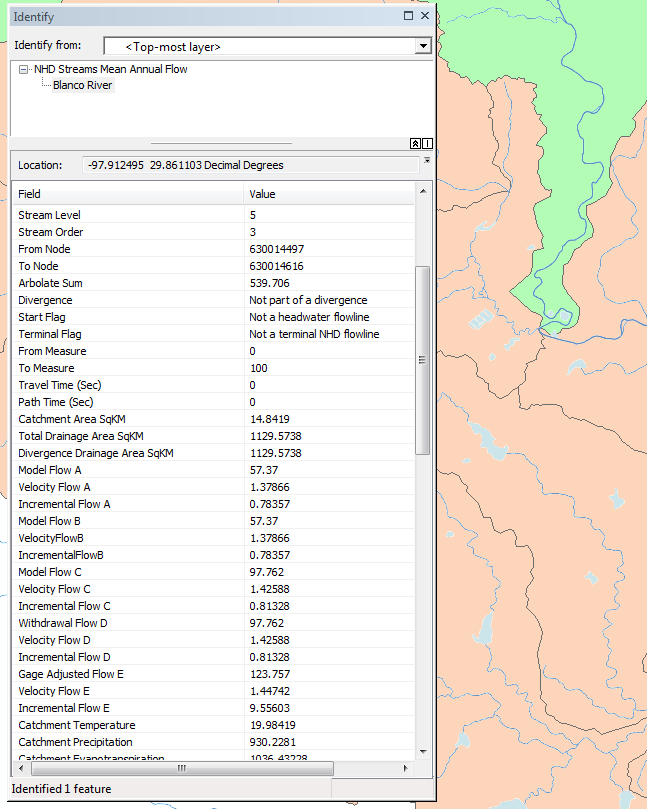 Identify
Identify from: <Top-most layer>
NHD Streams Mean Annual Flow
Blanco River
Location: -97.912495 29.861103 Decimal Degrees
Field Value
Stream Level 5
Stream Order 3
From Node 630014497
To Node 630014616
Arbolate Sum 539.706
Divergence Not part of a divergence
Start Flag Not a headwater flowline
Terminal Flag Not a terminal NHD flowline
From Measure 0
To Measure 100
Travel Time (Sec) 0
Path Time (Sec) 0
Catchment Area SqKM 14.8419
Total Drainage Area SqKM 1129.5738
Divergence Drainage Area SqKM 1129.5738
Model Flow A 57.37
Velocity Flow A 1.37866
Incremental Flow A 0.78357
Model Flow B 57.37
VelocityFlowB 1.37866
IncrementalFlowB 0.78357
Model Flow C 97.762
Velocity Flow C 1.42588
Incremental Flow C 0.81328
Withdrawal Flow D 97.762
Velocity Flow D 1.42588
Incremental Flow D 0.81328
Gage Adjusted Flow E 123.757
Velocity Flow E 1.44742
Incremental Flow E 9.55603
Catchment Temperature 19.98419
Catchment Precipitation 930.2281
Catchment Evapotranspiration 1036.43228
Identified 1 feature